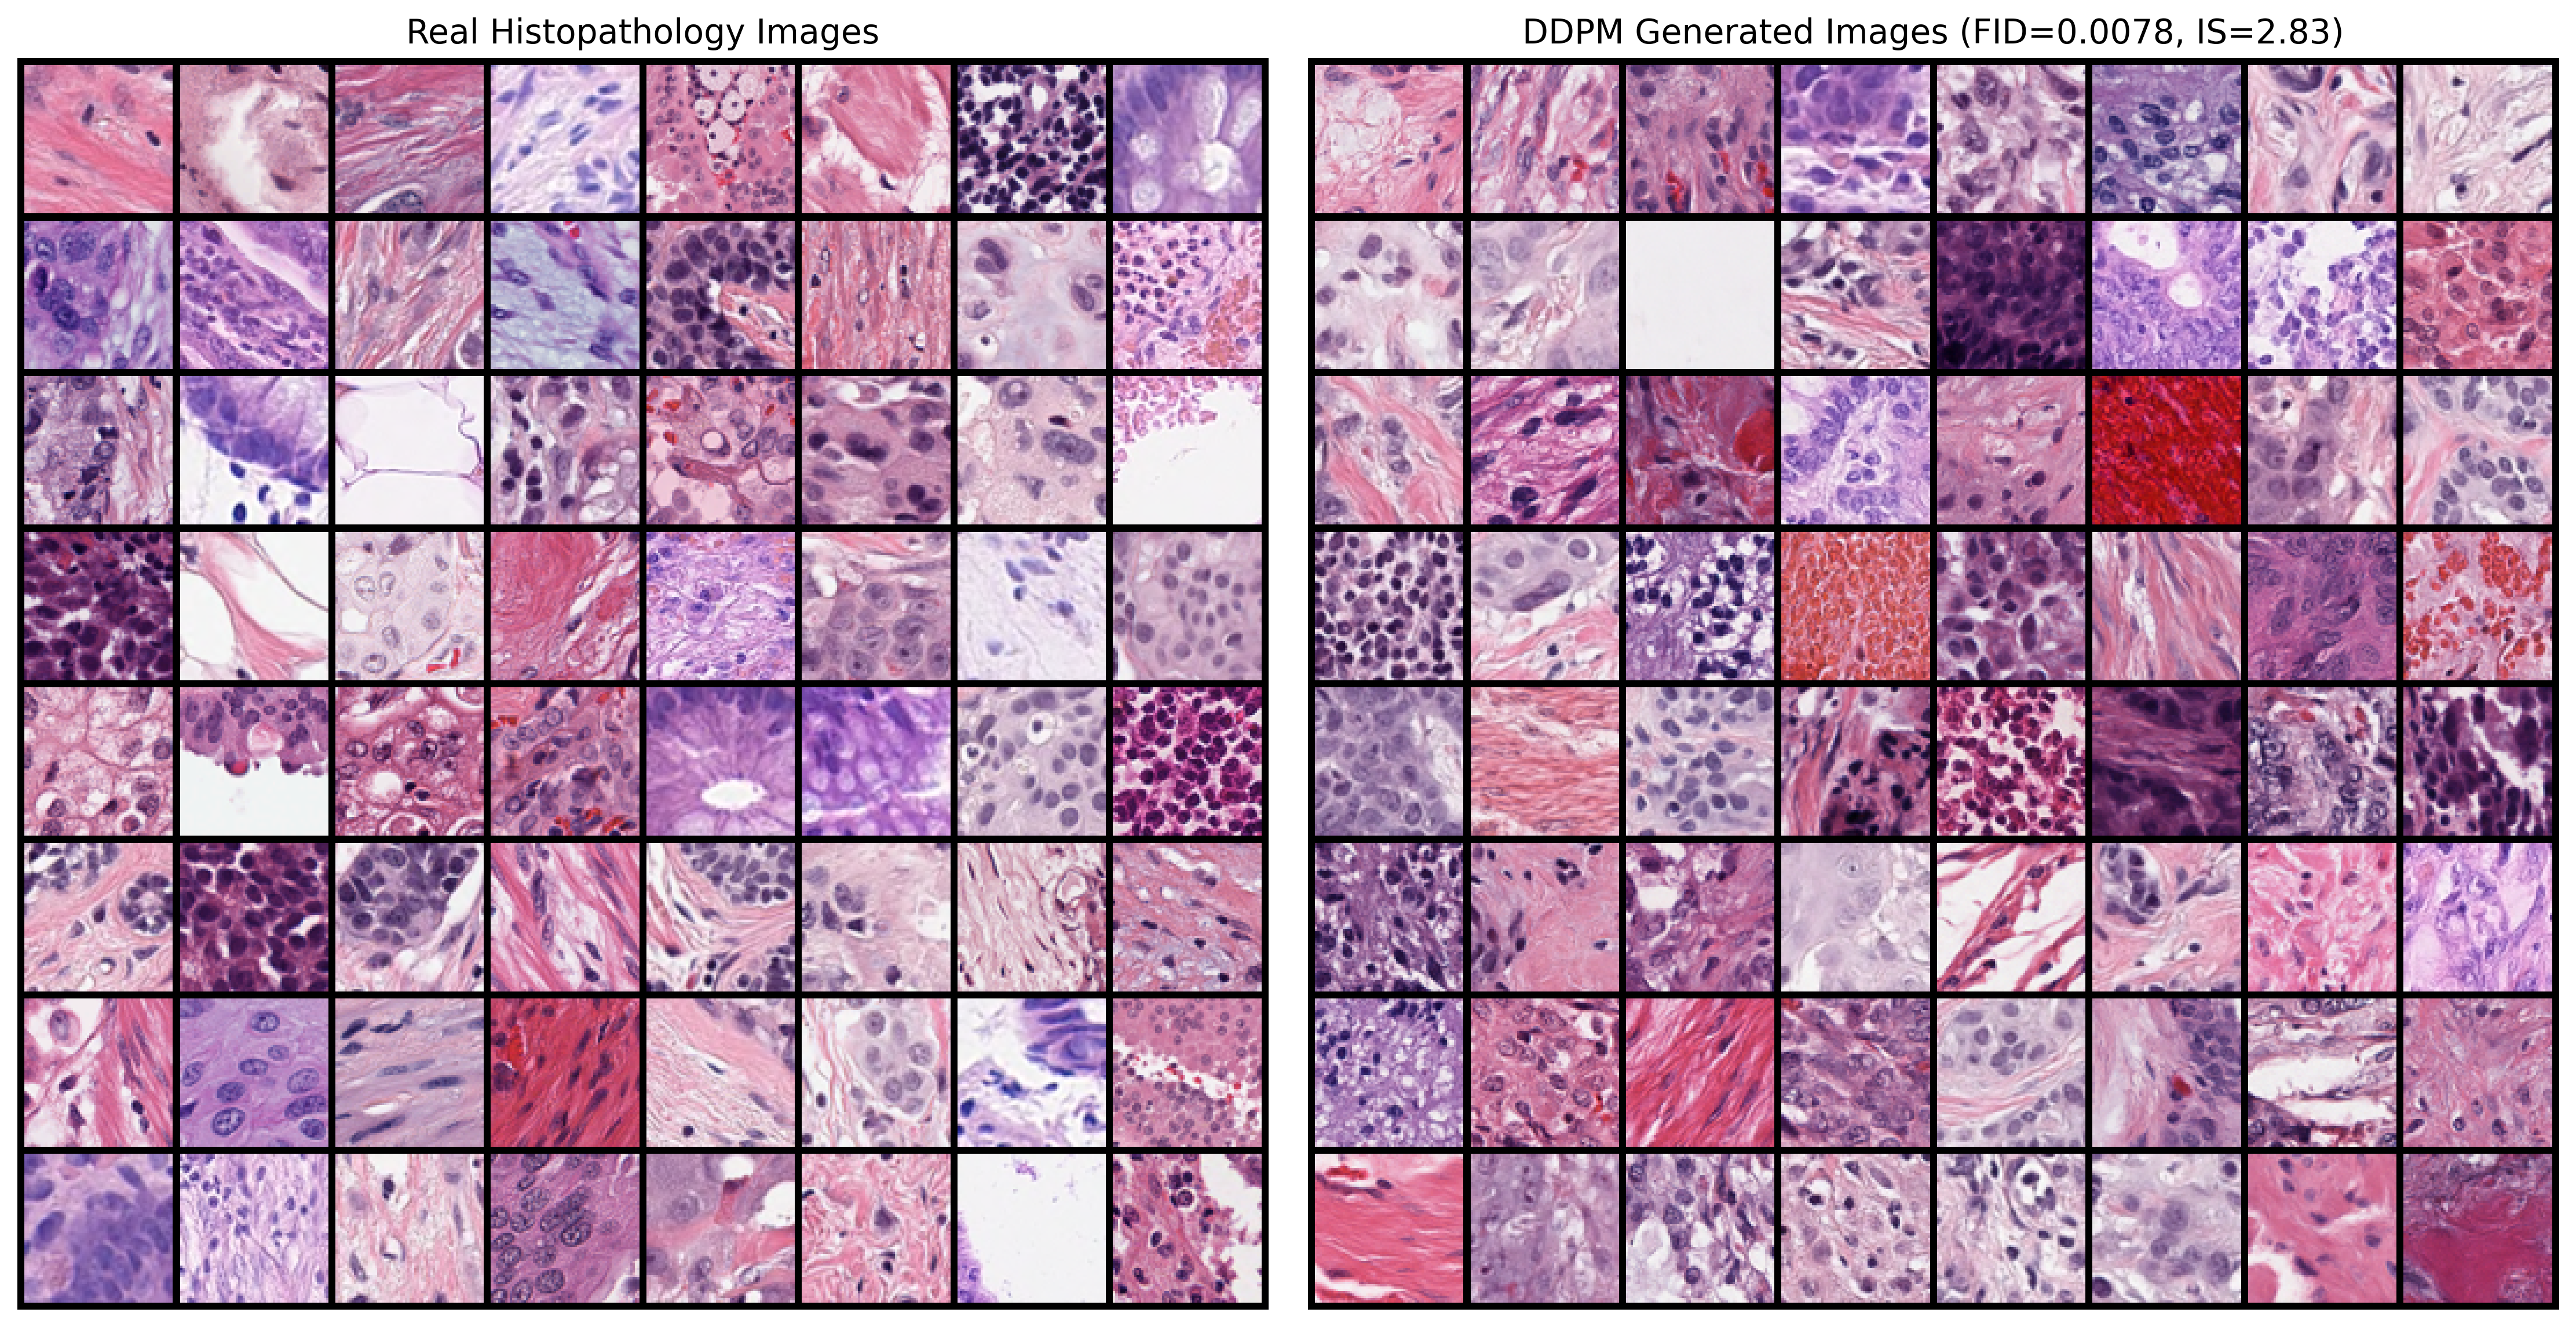 Real Histopathology Images
DDPM Generated Images (FID=0.0078, IS=2.83)